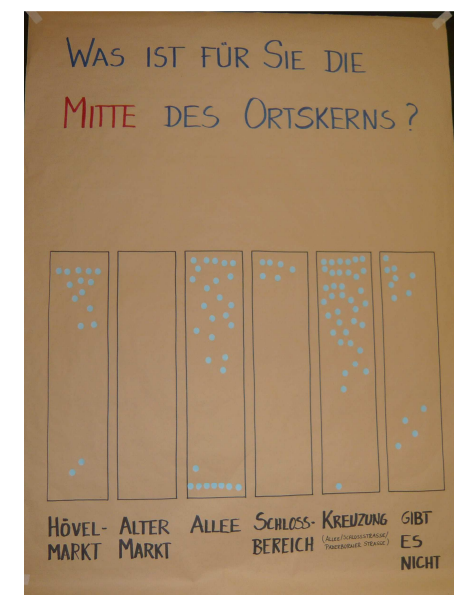 WAS IST FÜR SIE DIE
MITTE DES ORTSKERNS?
HÖVEL-
MARKT
ALTER
MARKT
ALLEE
SCHLOSS-
BEREICH
KREUZUNG
(ALLEE/SCHLOSSSTRASSE/
PADERBORNER STRASSE)
GIBT
ES
NICHT